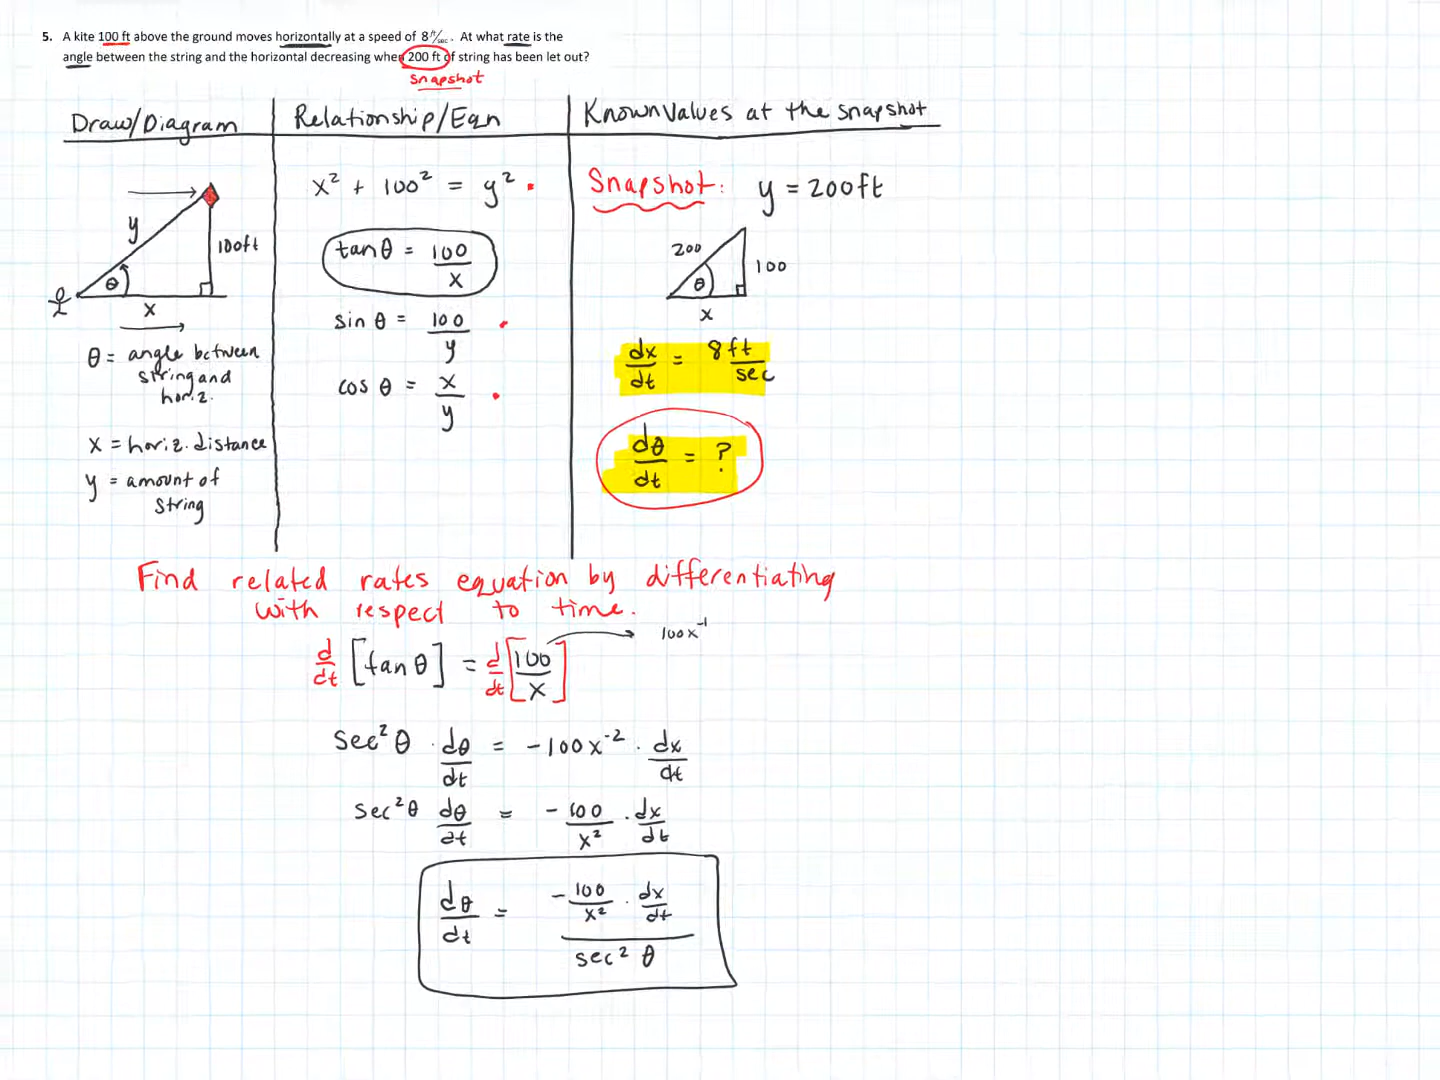 5. A kite 100 ft above the ground moves horizontally at a speed of 8 ft/sec. At what rate is the
angle between the string and the horizontal decreasing when 200 ft of string has been let out?
snapshot
Draw/Diagram
Relationship/Eqn
Known Values at the snapshot
y
100ft
θ
x
θ = angle between
string and
horiz.
x = horiz. distance
y = amount of
string
x² + 100² = y²
tan θ = 100/x
sin θ = 100/y
cos θ = x/y
Snapshot: y = 200ft
200
100
θ
x
dx/dt = 8 ft/sec
dθ/dt = ?
Find related rates equation by differentiating
with respect to time.
d/dt [tan θ] = d/dt [100/x] → 100x⁻¹
sec² θ · dθ/dt = -100x⁻² · dx/dt
sec² θ dθ/dt = -100/x² · dx/dt
dθ/dt = (-100/x² · dx/dt)/sec² θ